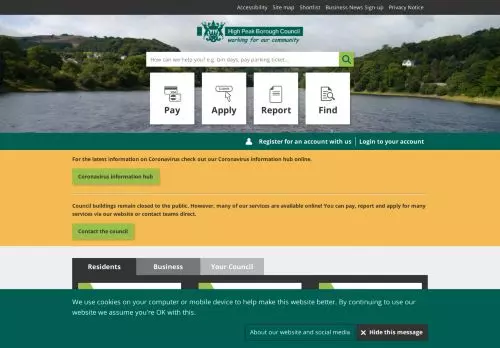 Accessibility Site map Shortlist Business News Sign-up Privacy Notice
High Peak Borough Council
working for our community
How can we help you? e.g. bin days, pay parking ticket...
Pay Apply Report Find
Register for an account with us Login to your account
For the latest information on Coronavirus check out our Coronavirus information hub online.
Coronavirus information hub
Council buildings remain closed to the public. However, many of our services are available online! You can pay, report and apply for many
services via our website or contact teams direct.
Contact the council
Residents Business Your Council
We use cookies on your computer or mobile device to help make this website better. By continuing to use our
website we assume you're OK with this.
About our website and social media Hide this message